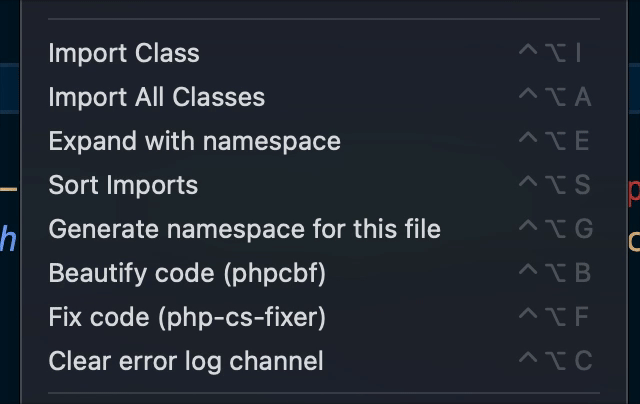 Import Class ⌃⌥ I
Import All Classes ⌃⌥ A
Expand with namespace ⌃⌥ E
Sort Imports ⌃⌥ S
Generate namespace for this file ⌃⌥ G
Beautify code (phpcbf) ⌃⌥ B
Fix code (php-cs-fixer) ⌃⌥ F
Clear error log channel ⌃⌥ C